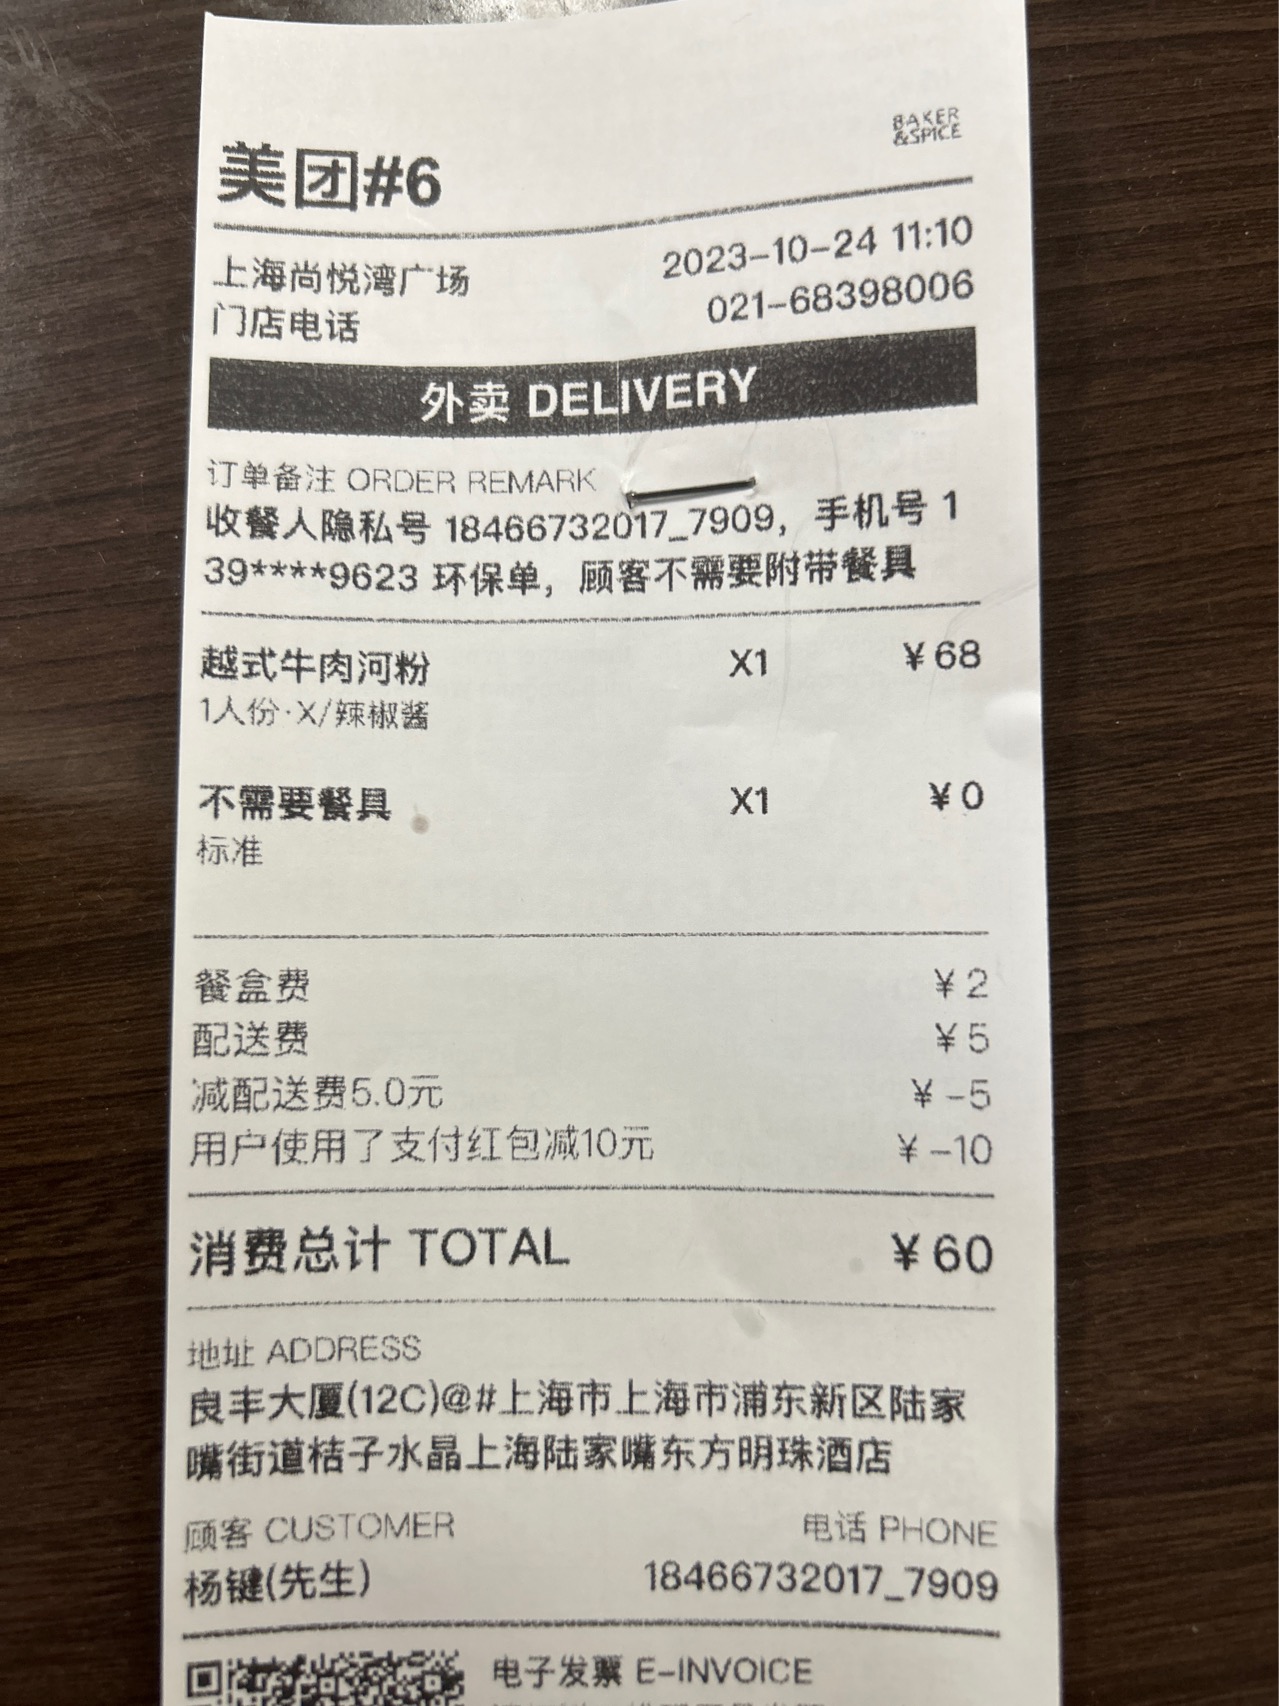 BAKER
&SPICE
美团#6
上海尚悦湾广场 2023-10-24 11:10
门店电话 021-68398006
外卖 DELIVERY
订单备注 ORDER REMARK
收餐人隐私号 18466732017_7909，手机号 1
39****9623 环保单，顾客不需要附带餐具
越式牛肉河粉 X1 ¥68
1人份·X/辣椒酱
不需要餐具 X1 ¥0
标准
餐盒费 ¥2
配送费 ¥5
减配送费5.0元 ¥-5
用户使用了支付红包减10元 ¥-10
消费总计 TOTAL ¥60
地址 ADDRESS
良丰大厦(12C)@#上海市上海市浦东新区陆家
嘴街道桔子水晶上海陆家嘴东方明珠酒店
顾客 CUSTOMER 电话 PHONE
杨键(先生) 18466732017_7909
电子发票 E-INVOICE